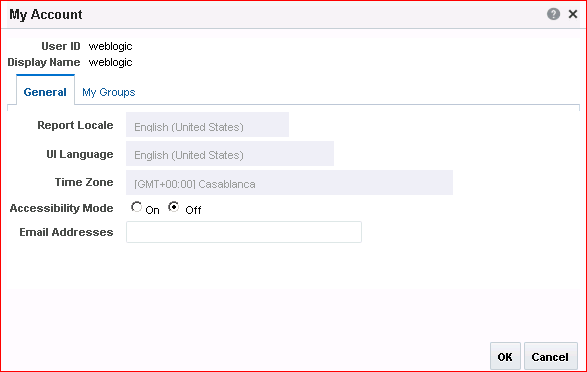 My Account
User ID weblogic
Display Name weblogic
General My Groups
Report Locale English (United States)
UI Language English (United States)
Time Zone [GMT+00:00] Casablanca
Accessibility Mode On Off
Email Addresses
OK Cancel